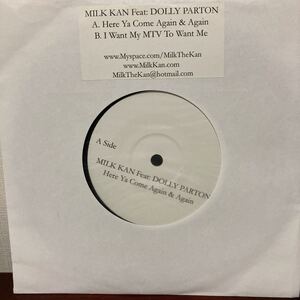 MILK KAN Feat: DOLLY PARTON
A. Here Ya Come Again & Again
B. I Want My MTV To Want Me
www.Myspace.com/MilkTheKan
www.MilkKan.com
MilkTheKan@hotmail.com
A Side
MILK KAN Feat: DOLLY PARTON
Here Ya Come Again & Again